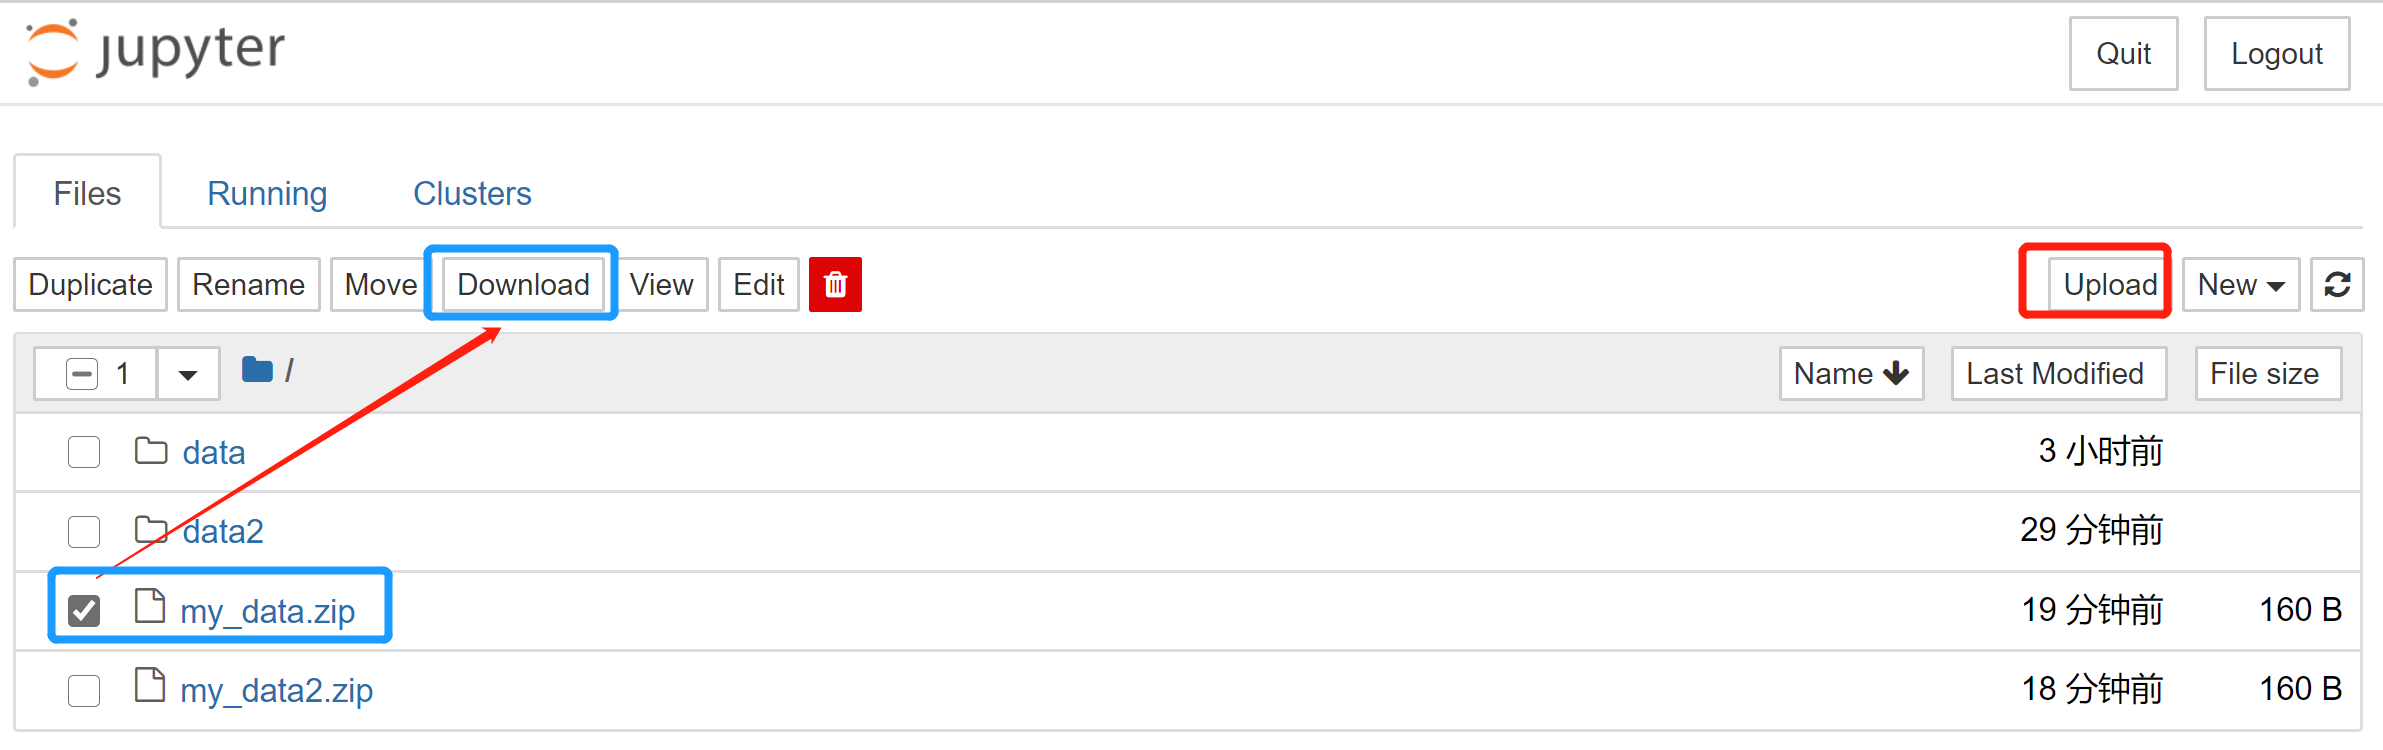 jupyter Quit Logout
Files Running Clusters
Duplicate Rename Move Download View Edit Upload New
1 / Name Last Modified File size
data 3 小时前
data2 29 分钟前
my_data.zip 19 分钟前 160 B
my_data2.zip 18 分钟前 160 B